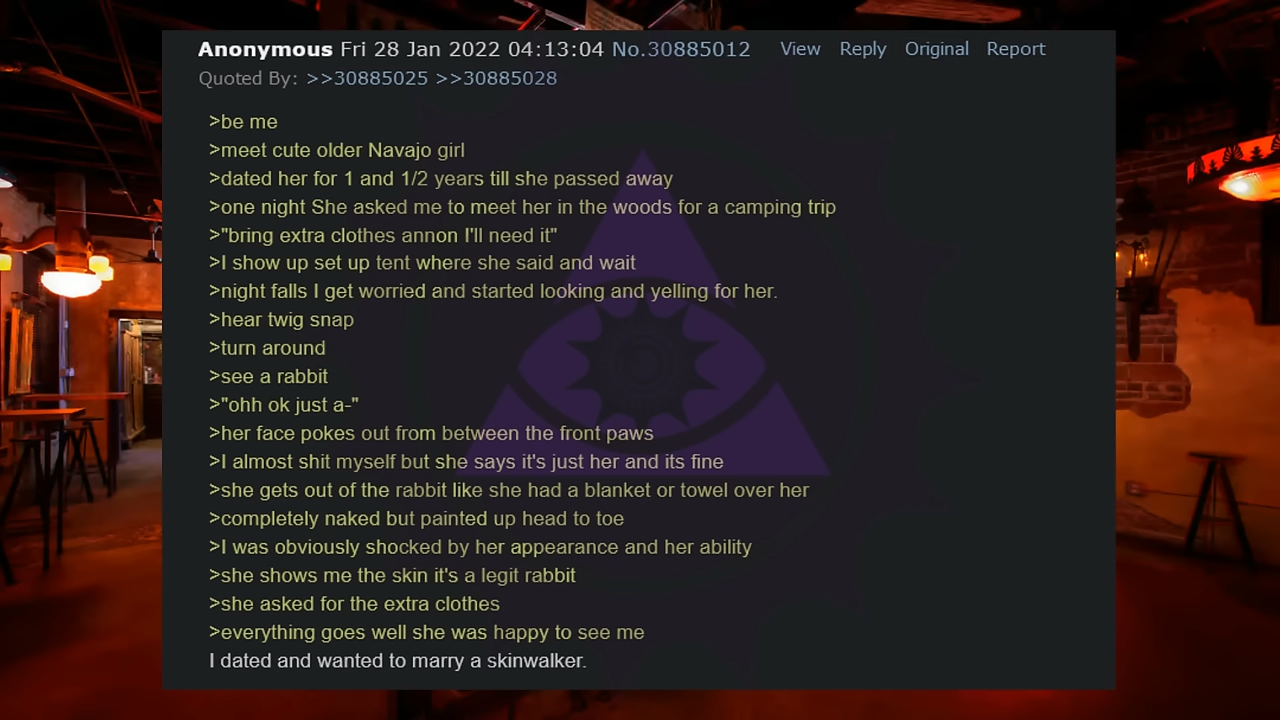 Anonymous Fri 28 Jan 2022 04:13:04 No.30885012 View Reply Original Report
Quoted By: >>30885025 >>30885028
>be me
>meet cute older Navajo girl
>dated her for 1 and 1/2 years till she passed away
>one night She asked me to meet her in the woods for a camping trip
>"bring extra clothes annon I'll need it"
>I show up set up tent where she said and wait
>night falls I get worried and started looking and yelling for her.
>hear twig snap
>turn around
>see a rabbit
>"ohh ok just a-"
>her face pokes out from between the front paws
>I almost shit myself but she says it's just her and its fine
>she gets out of the rabbit like she had a blanket or towel over her
>completely naked but painted up head to toe
>I was obviously shocked by her appearance and her ability
>she shows me the skin it's a legit rabbit
>she asked for the extra clothes
>everything goes well she was happy to see me
I dated and wanted to marry a skinwalker.